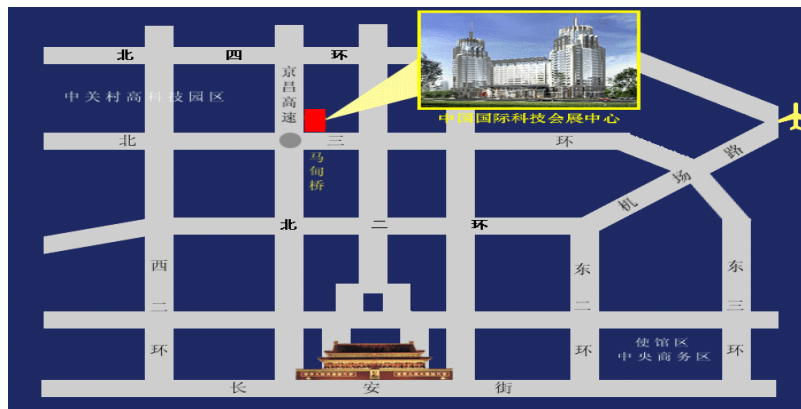 北四环
京昌高速
中关村高科技园区
中国国际科技会展中心
北三环
马甸桥
机场路
北二环
西二环
东二环
东三环
使馆区
中央商务区
长安街